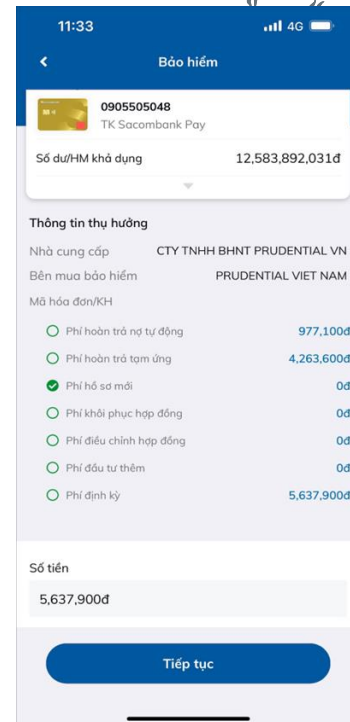 11:33
4G
Bảo hiểm
0905505048
TK Sacombank Pay
Số dư/HM khả dụng 12,583,892,031đ
Thông tin thụ hưởng
Nhà cung cấp CTY TNHH BHNT PRUDENTIAL VN
Bên mua bảo hiểm PRUDENTIAL VIET NAM
Mã hóa đơn/KH
Phí hoàn trả nợ tự động 977,100đ
Phí hoàn trả tạm ứng 4,263,600đ
Phí hồ sơ mới 0đ
Phí khôi phục hợp đồng 0đ
Phí điều chỉnh hợp đồng 0đ
Phí đầu tư thêm 0đ
Phí định kỳ 5,637,900đ
Số tiền
5,637,900đ
Tiếp tục